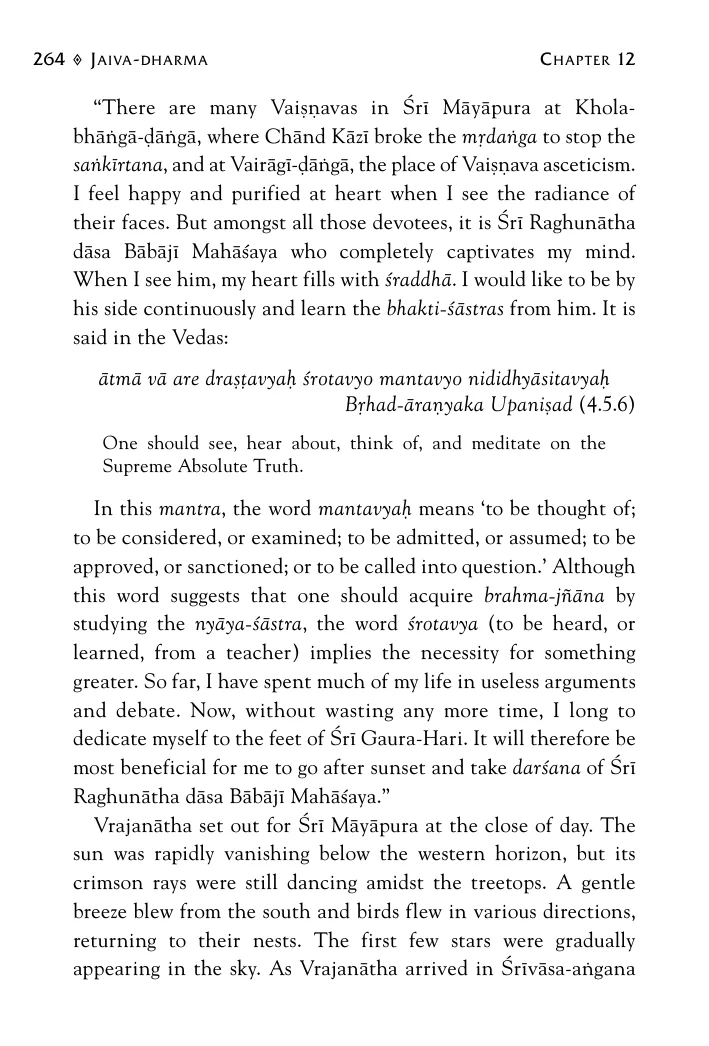 264 ◈ JAIVA-DHARMA CHAPTER 12
“There are many Vaiṣṇavas in Śrī Māyāpura at Khola-
bhāṅgā-ḍāṅgā, where Chānd Kāzī broke the mṛdaṅga to stop the
saṅkīrtana, and at Vairāgī-ḍāṅgā, the place of Vaiṣṇava asceticism.
I feel happy and purified at heart when I see the radiance of
their faces. But amongst all those devotees, it is Śrī Raghunātha
dāsa Bābājī Mahāśaya who completely captivates my mind.
When I see him, my heart fills with śraddhā. I would like to be by
his side continuously and learn the bhakti-śāstras from him. It is
said in the Vedas:
ātmā vā are draṣṭavyaḥ śrotavyo mantavyo nididhyāsitavyaḥ
Bṛhad-āraṇyaka Upaniṣad (4.5.6)
One should see, hear about, think of, and meditate on the
Supreme Absolute Truth.
In this mantra, the word mantavyaḥ means ‘to be thought of;
to be considered, or examined; to be admitted, or assumed; to be
approved, or sanctioned; or to be called into question.’ Although
this word suggests that one should acquire brahma-jñāna by
studying the nyāya-śāstra, the word śrotavya (to be heard, or
learned, from a teacher) implies the necessity for something
greater. So far, I have spent much of my life in useless arguments
and debate. Now, without wasting any more time, I long to
dedicate myself to the feet of Śrī Gaura-Hari. It will therefore be
most beneficial for me to go after sunset and take darśana of Śrī
Raghunātha dāsa Bābājī Mahāśaya.”
Vrajanātha set out for Śrī Māyāpura at the close of day. The
sun was rapidly vanishing below the western horizon, but its
crimson rays were still dancing amidst the treetops. A gentle
breeze blew from the south and birds flew in various directions,
returning to their nests. The first few stars were gradually
appearing in the sky. As Vrajanātha arrived in Śrīvāsa-aṅgana